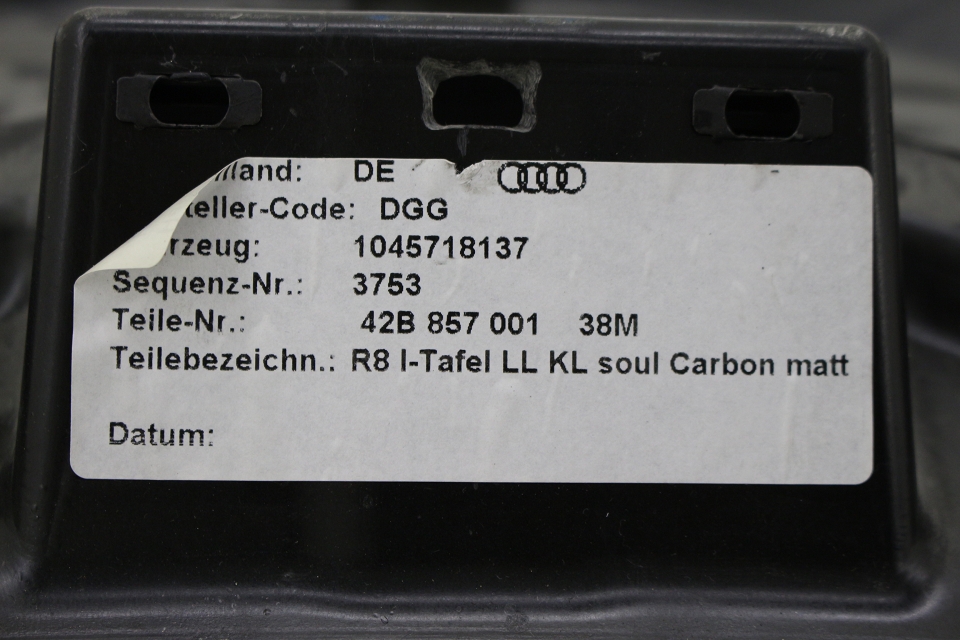 land: DE
teller-Code: DGG
rzeug: 1045718137
Sequenz-Nr.: 3753
Teile-Nr.: 42B 857 001 38M
Teilebezeichn.: R8 I-Tafel LL KL soul Carbon matt
Datum: